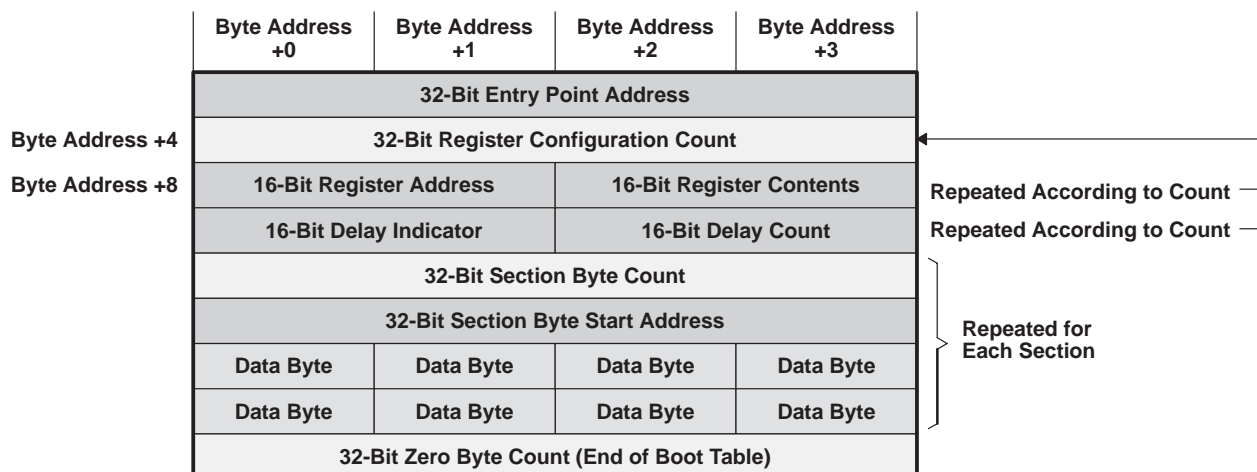 Byte Address +0 Byte Address +1 Byte Address +2 Byte Address +3
32-Bit Entry Point Address
Byte Address +4 32-Bit Register Configuration Count
Byte Address +8 16-Bit Register Address 16-Bit Register Contents Repeated According to Count
16-Bit Delay Indicator 16-Bit Delay Count Repeated According to Count
32-Bit Section Byte Count
32-Bit Section Byte Start Address
Repeated for
Each Section
Data Byte Data Byte Data Byte Data Byte
Data Byte Data Byte Data Byte Data Byte
32-Bit Zero Byte Count (End of Boot Table)